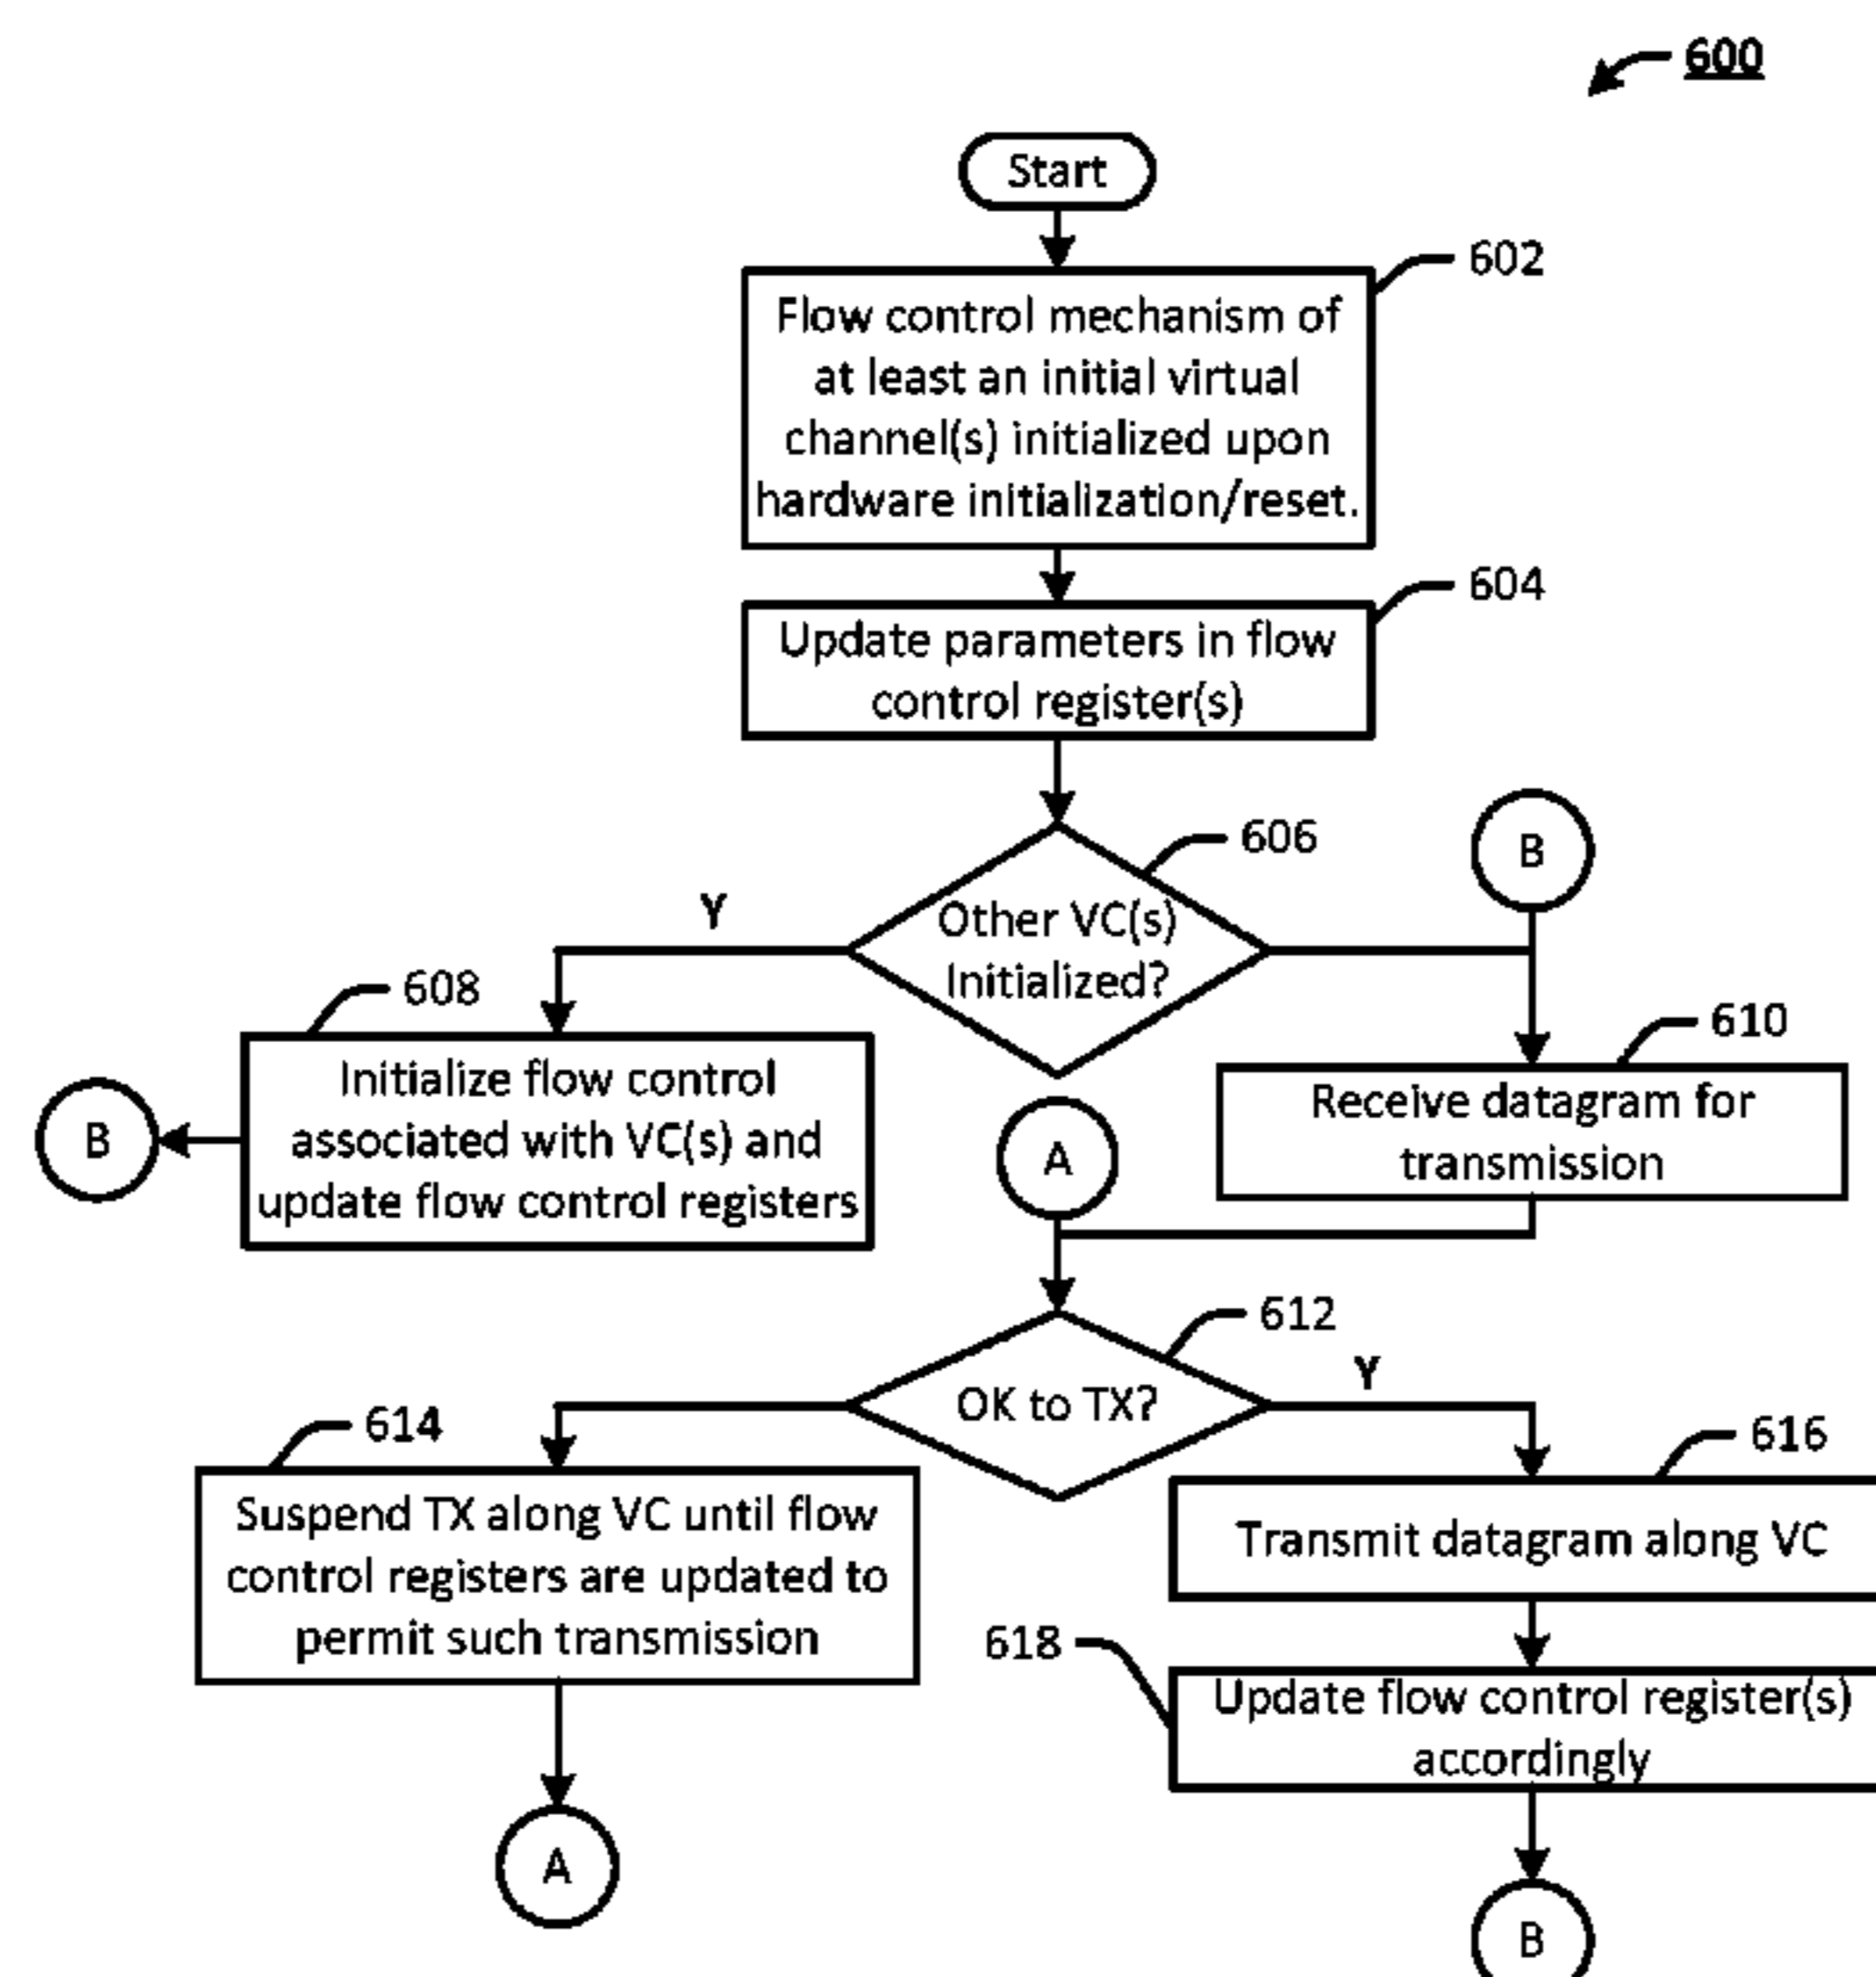 600
Start
602
Flow control mechanism of
at least an initial virtual
channel(s) initialized upon
hardware initialization/reset.
604
Update parameters in flow
control register(s)
606
B
Y
Other VC(s)
Initialized?
608
610
Initialize flow control
associated with VC(s) and
update flow control registers
B
A
Receive datagram for
transmission
612
Y
OK to TX?
614
616
Suspend TX along VC until flow
control registers are updated to
permit such transmission
Transmit datagram along VC
618
Update flow control register(s)
accordingly
A
B